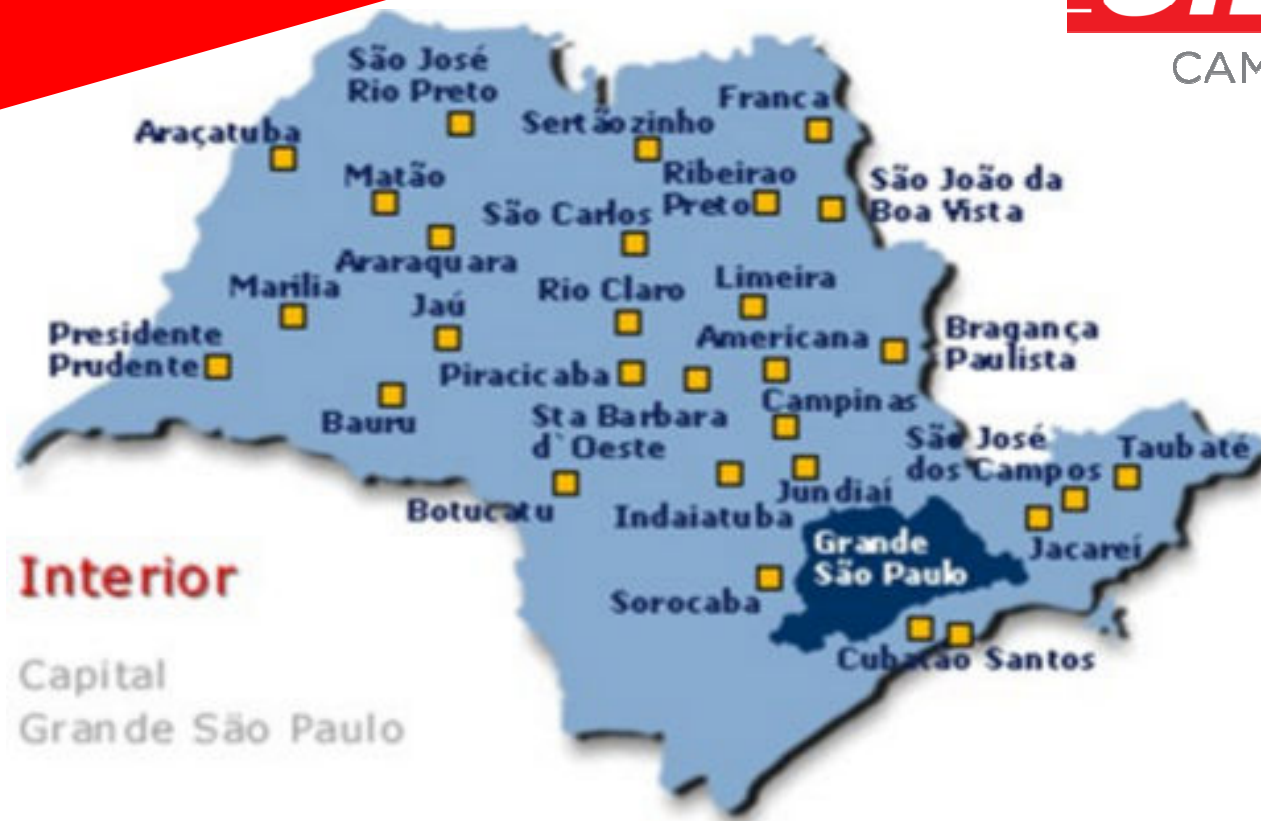 CAM
São José
Rio Preto
Franca
Araçatuba
Sertãozinho
Matão
Ribeirao
Preto
São João da
Boa Vista
São Carlos
Araraquara
Marília
Jaú
Rio Claro
Limeira
Presidente
Prudente
Americana
Bragança
Paulista
Piracicaba
Campinas
Bauru
Sta Barbara
d`Oeste
São José
dos Campos
Taubaté
Botucatu
Indaiatuba
Jundiaí
Grande
São Paulo
Jacareí
Interior
Sorocaba
Cubatão Santos
Capital
Grande São Paulo